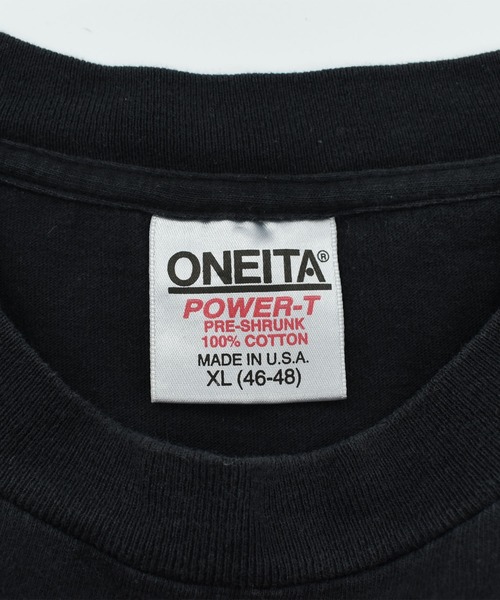 ONEITA®
POWER-T
PRE-SHRUNK
100% COTTON
MADE IN U.S.A.
XL (46-48)